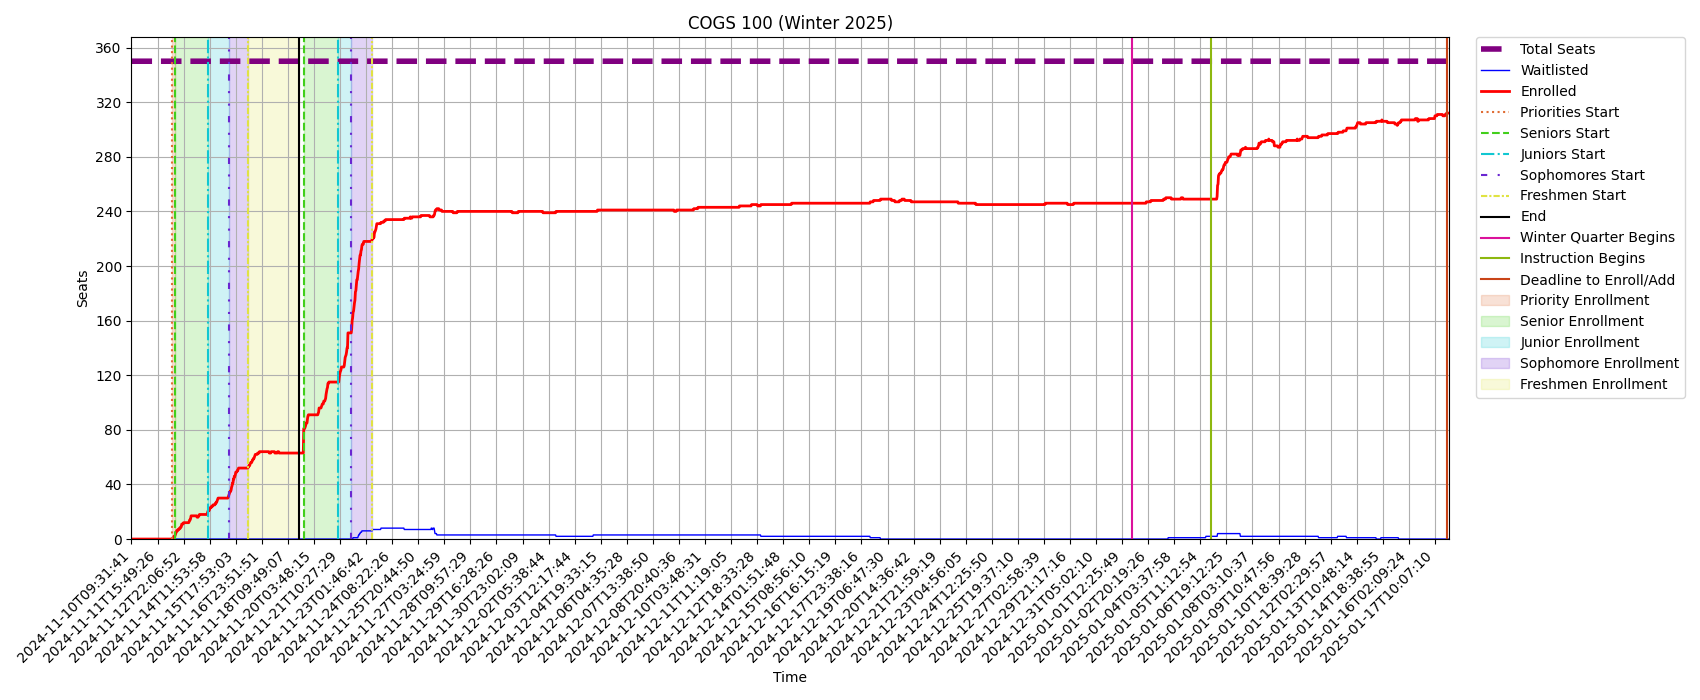 COGS 100 (Winter 2025)
360
320
280
240
200
160
120
80
40
0
Seats
2024-11-10T09:31:41
2024-11-11T15:49:26
2024-11-12T22:06:52
2024-11-14T11:53:58
2024-11-15T17:53:03
2024-11-16T23:51:51
2024-11-18T09:49:07
2024-11-20T03:48:15
2024-11-21T10:27:29
2024-11-23T01:46:42
2024-11-24T08:22:26
2024-11-25T20:44:50
2024-11-27T03:24:59
2024-11-28T09:57:29
2024-11-29T16:28:26
2024-11-30T23:02:09
2024-12-02T05:38:44
2024-12-03T12:17:44
2024-12-04T19:33:15
2024-12-06T04:35:28
2024-12-07T13:38:50
2024-12-08T20:40:36
2024-12-10T03:48:31
2024-12-11T11:19:05
2024-12-12T18:33:28
2024-12-14T11:51:48
2024-12-15T08:56:10
2024-12-16T16:15:19
2024-12-17T23:38:16
2024-12-19T06:47:30
2024-12-20T14:36:42
2024-12-21T21:59:19
2024-12-23T04:56:05
2024-12-24T12:25:50
2024-12-25T19:37:10
2024-12-27T02:58:39
2024-12-29T21:17:16
2024-12-31T05:02:10
2025-01-01T12:25:49
2025-01-02T20:19:26
2025-01-04T03:37:58
2025-01-05T11:12:54
2025-01-06T19:12:25
2025-01-08T03:10:37
2025-01-09T10:47:56
2025-01-10T18:39:28
2025-01-12T02:29:57
2025-01-13T10:48:14
2025-01-14T18:38:55
2025-01-16T02:09:24
2025-01-17T10:07:10
Time
Total Seats
Waitlisted
Enrolled
Priorities Start
Seniors Start
Juniors Start
Sophomores Start
Freshmen Start
End
Winter Quarter Begins
Instruction Begins
Deadline to Enroll/Add
Priority Enrollment
Senior Enrollment
Junior Enrollment
Sophomore Enrollment
Freshmen Enrollment